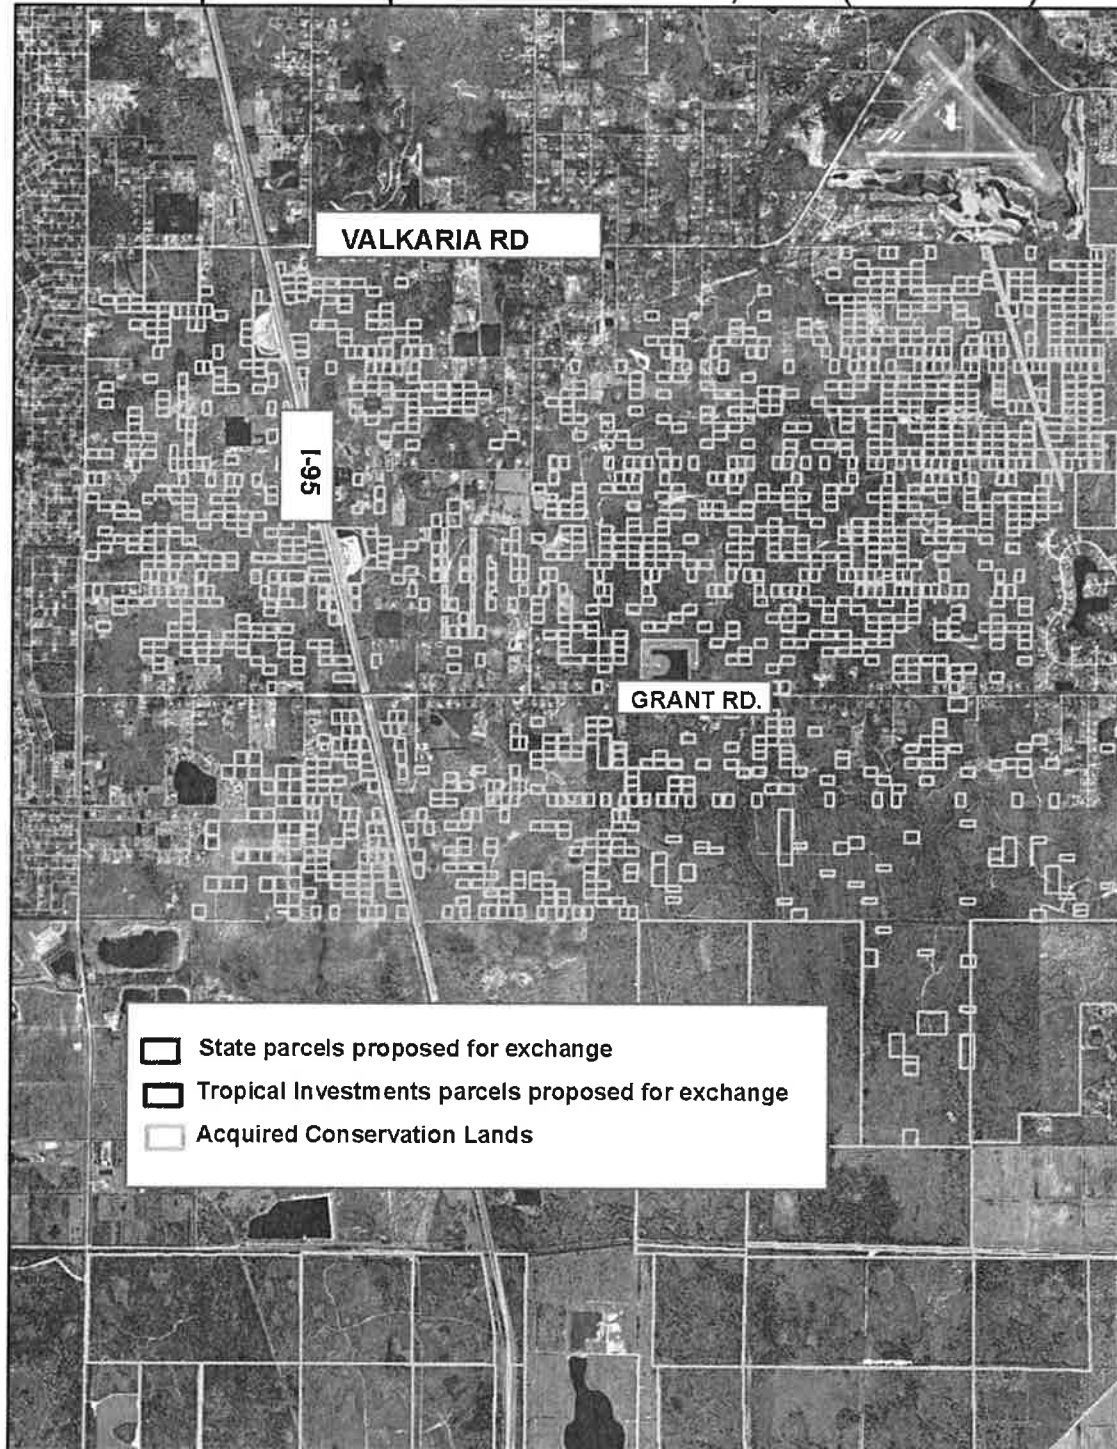 VALKARIA RD
I-95
GRANT RD.
State parcels proposed for exchange
Tropical Investments parcels proposed for exchange
Acquired Conservation Lands